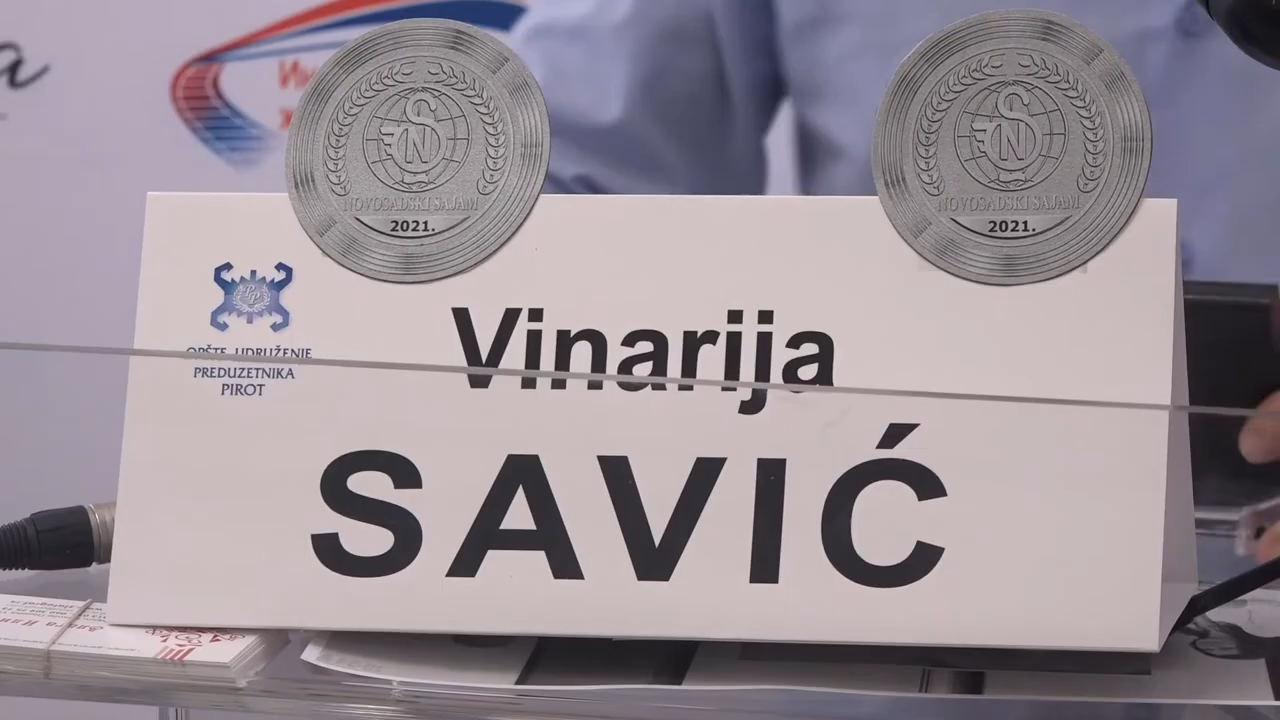 NOVOSADSKI SAJAM
2021.
NOVOSADSKI SAJAM
2021.
OPŠTE UDRUŽENJE
PREDUZETNIKA
PIROT
Vinarija
SAVIĆ